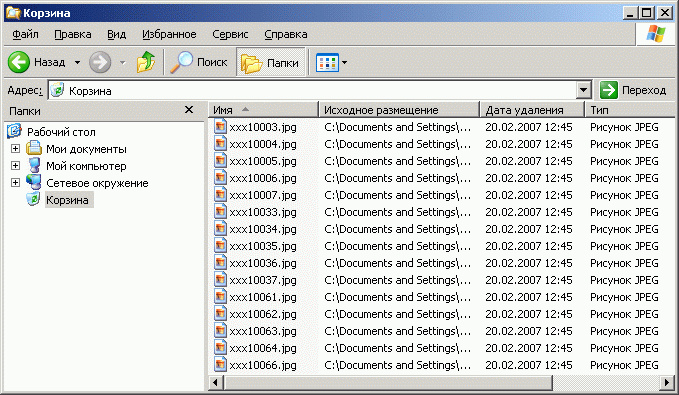 Корзина
Файл Правка Вид Избранное Сервис Справка
Назад Поиск Папки
Адрес: Корзина Переход
Папки
Рабочий стол
Мои документы
Мой компьютер
Сетевое окружение
Корзина
Имя Исходное размещение Дата удаления Тип
xxx10003.jpg C:\Documents and Settings\... 20.02.2007 12:45 Рисунок JPEG
xxx10004.jpg C:\Documents and Settings\... 20.02.2007 12:45 Рисунок JPEG
xxx10005.jpg C:\Documents and Settings\... 20.02.2007 12:45 Рисунок JPEG
xxx10006.jpg C:\Documents and Settings\... 20.02.2007 12:45 Рисунок JPEG
xxx10007.jpg C:\Documents and Settings\... 20.02.2007 12:45 Рисунок JPEG
xxx10033.jpg C:\Documents and Settings\... 20.02.2007 12:45 Рисунок JPEG
xxx10034.jpg C:\Documents and Settings\... 20.02.2007 12:45 Рисунок JPEG
xxx10035.jpg C:\Documents and Settings\... 20.02.2007 12:45 Рисунок JPEG
xxx10036.jpg C:\Documents and Settings\... 20.02.2007 12:45 Рисунок JPEG
xxx10037.jpg C:\Documents and Settings\... 20.02.2007 12:45 Рисунок JPEG
xxx10061.jpg C:\Documents and Settings\... 20.02.2007 12:45 Рисунок JPEG
xxx10062.jpg C:\Documents and Settings\... 20.02.2007 12:45 Рисунок JPEG
xxx10063.jpg C:\Documents and Settings\... 20.02.2007 12:45 Рисунок JPEG
xxx10064.jpg C:\Documents and Settings\... 20.02.2007 12:45 Рисунок JPEG
xxx10066.jpg C:\Documents and Settings\... 20.02.2007 12:45 Рисунок JPEG